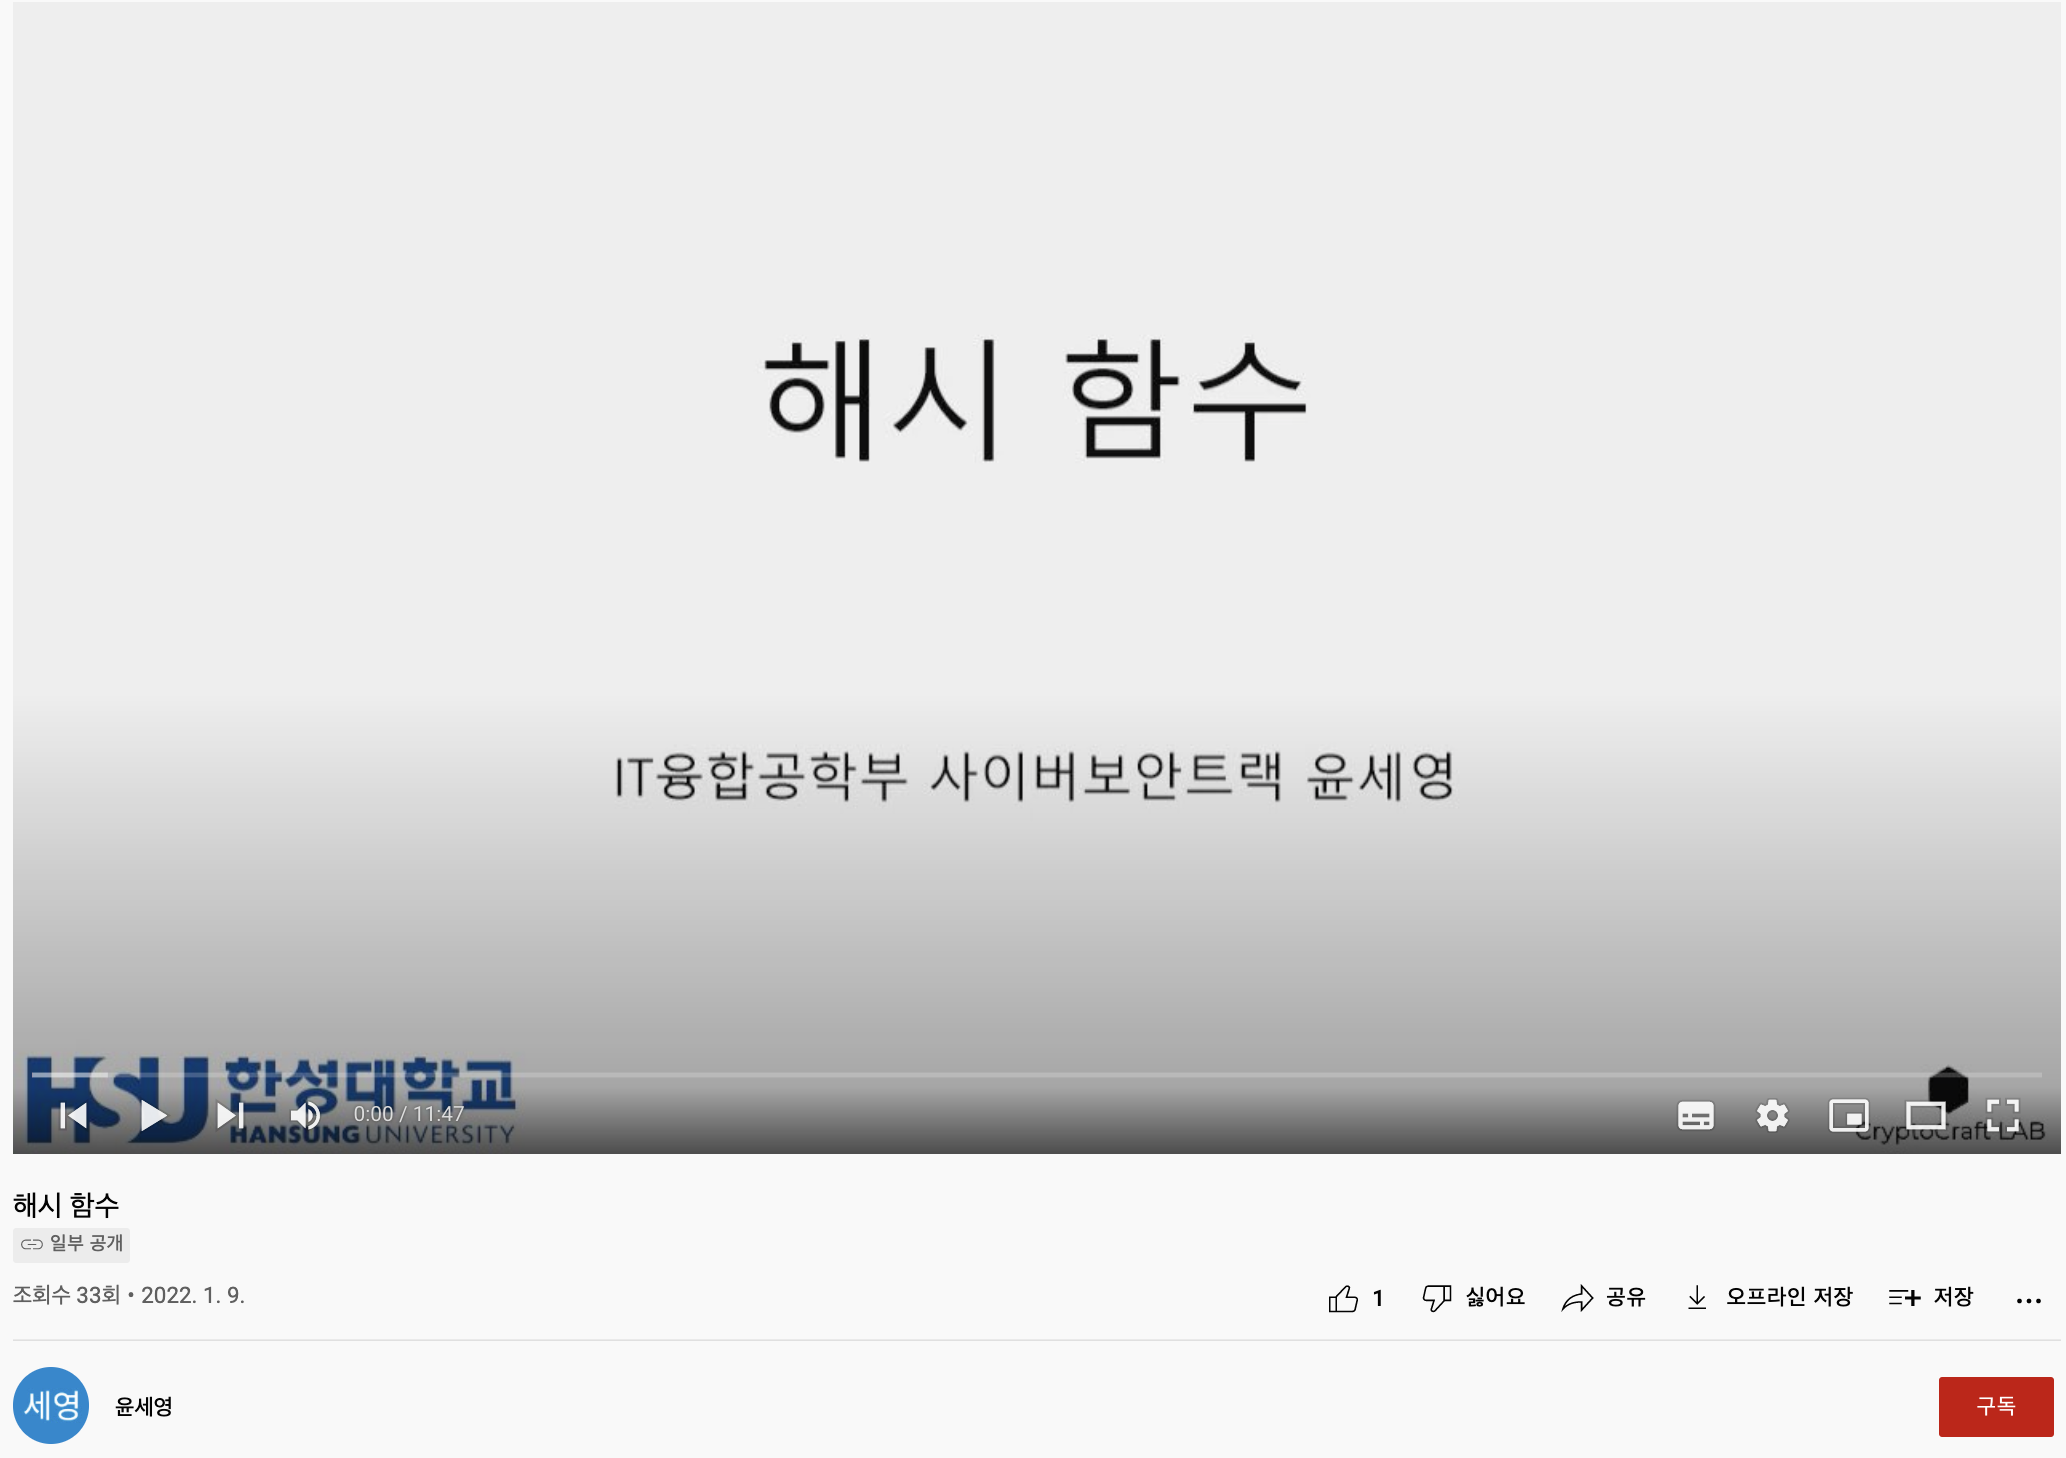 해시 함수
IT융합공학부 사이버보안트랙 윤세영
HSU 한성대학교
HANSUNG UNIVERSITY
0:00 / 11:47
CryptoCraft LAB
해시 함수
일부 공개
조회수 33회 • 2022. 1. 9.
1 싫어요 공유 오프라인 저장 저장
세영 윤세영
구독